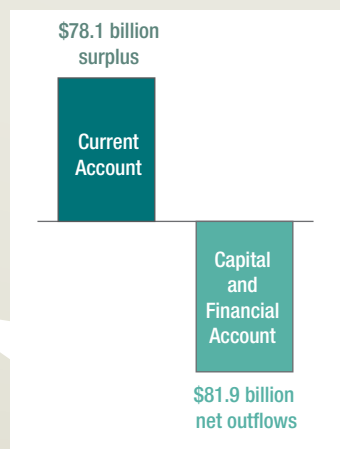 $78.1 billion
surplus
Current
Account
Capital
and
Financial
Account
$81.9 billion
net outflows